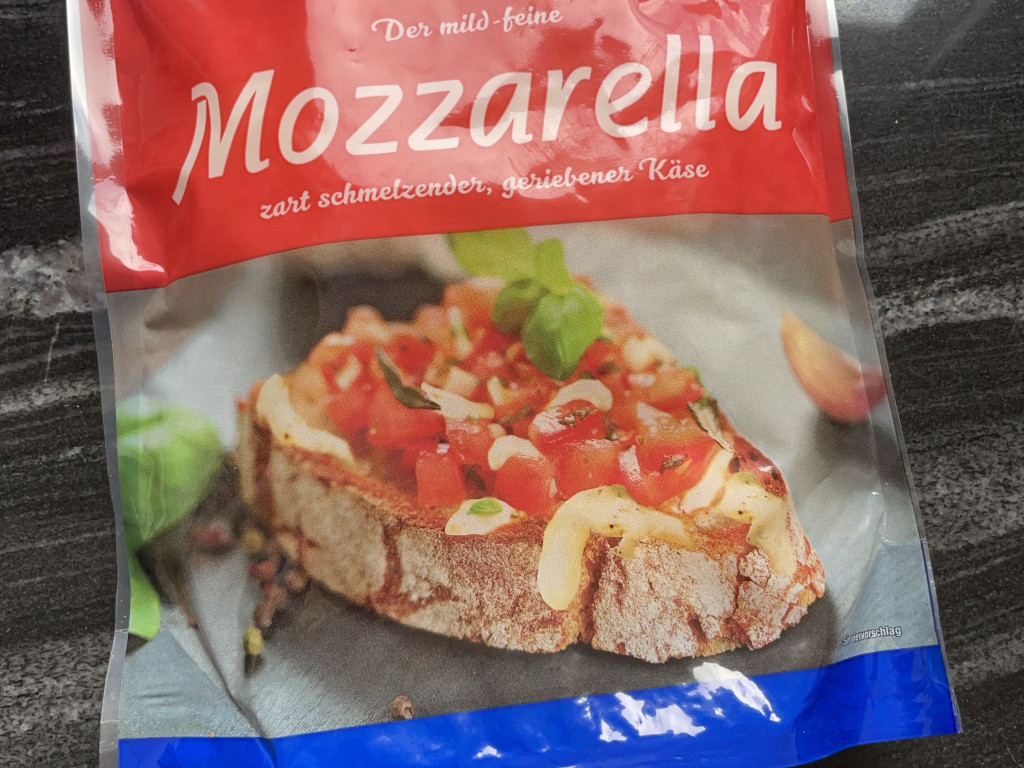 Der mild-feine
Mozzarella
zart schmelzender, geriebener Käse
Serviervorschlag